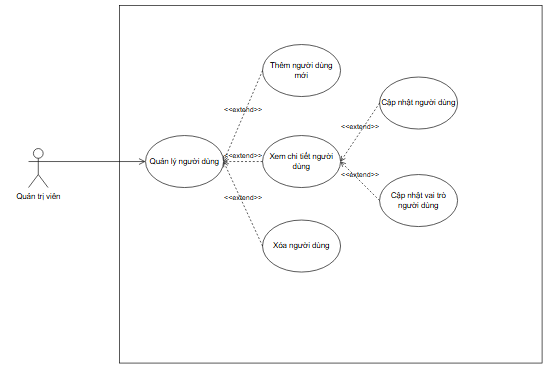 Thêm người dùng
mới
<<extend>>
Cập nhật người dùng
<<extend>>
Quản lý người dùng
<<extend>>
Xem chi tiết người
dùng
<<extend>>
Cập nhật vai trò
người dùng
<<extend>>
Xóa người dùng
Quản trị viên